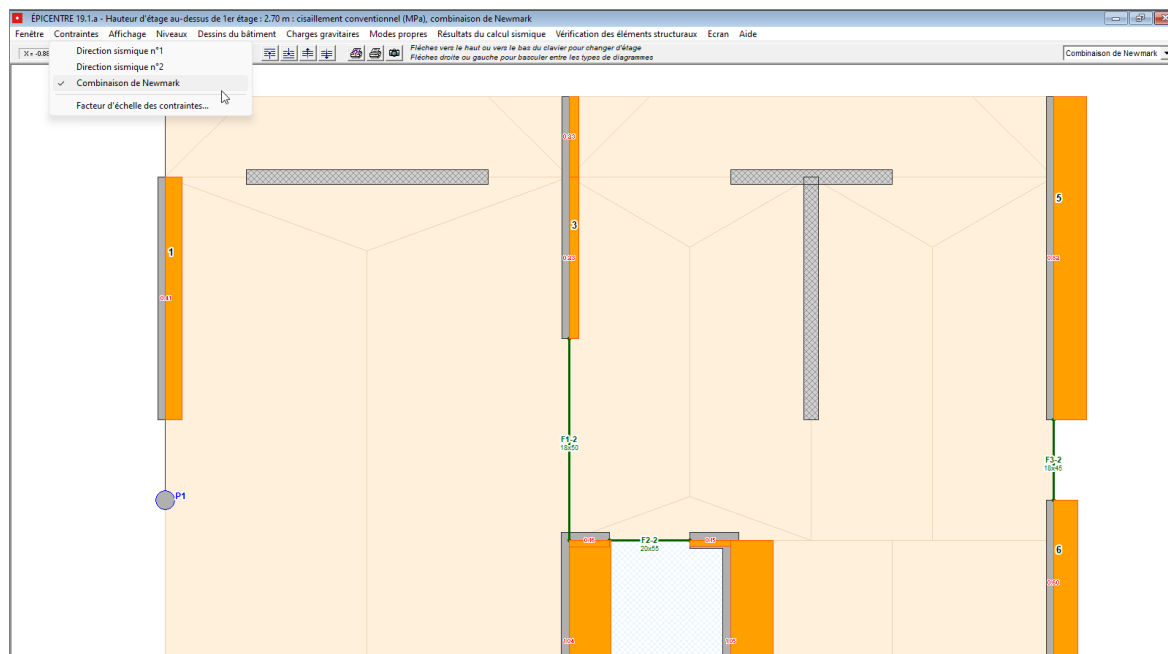 ÉPICENTRE 19.1.a - Hauteur d'étage au-dessus de 1er étage : 2.70 m : cisaillement conventionnel (MPa), combinaison de Newmark
Fenêtre Contraintes Affichage Niveaux Dessins du bâtiment Charges gravitaires Modes propres Résultats du calcul sismique Vérification des éléments structuraux Ecran Aide
Flèches vers le haut ou vers le bas du clavier pour changer d'étage
Flèches droite ou gauche pour basculer entre les types de diagrammes
Combinaison de Newmark
Direction sismique n°1
Direction sismique n°2
Combinaison de Newmark
Facteur d'échelle des contraintes...
5
3
1
0.41
F1-2
18x50
F3-2
18x45
P1
F2-2
20x55
6